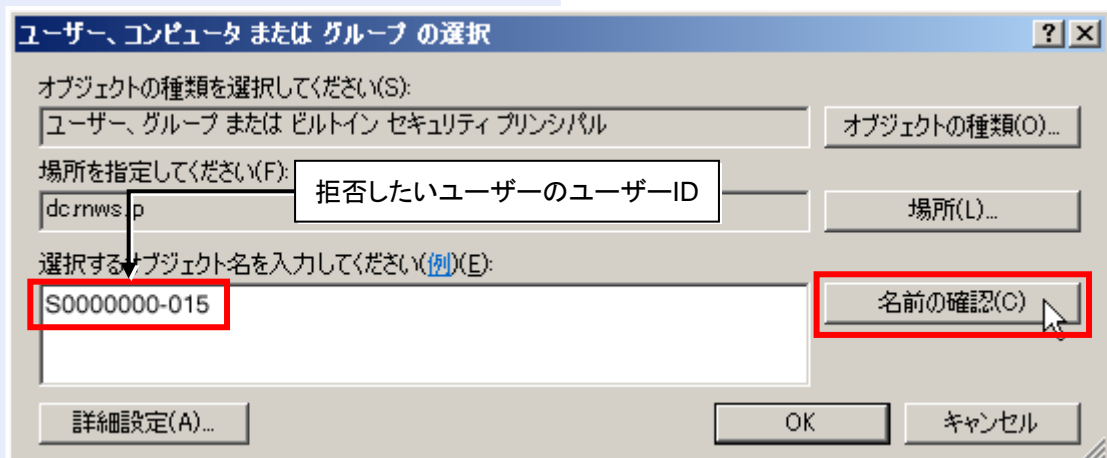 ユーザー、コンピュータ または グループ の選択
オブジェクトの種類を選択してください(S):
ユーザー、グループ または ビルトイン セキュリティ プリンシパル
オブジェクトの種類(O)...
場所を指定してください(F):
拒否したいユーザーのユーザーID
場所(L)...
選択するオブジェクト名を入力してください(例)(E):
S0000000-015
名前の確認(C)
詳細設定(A)...
OK
キャンセル